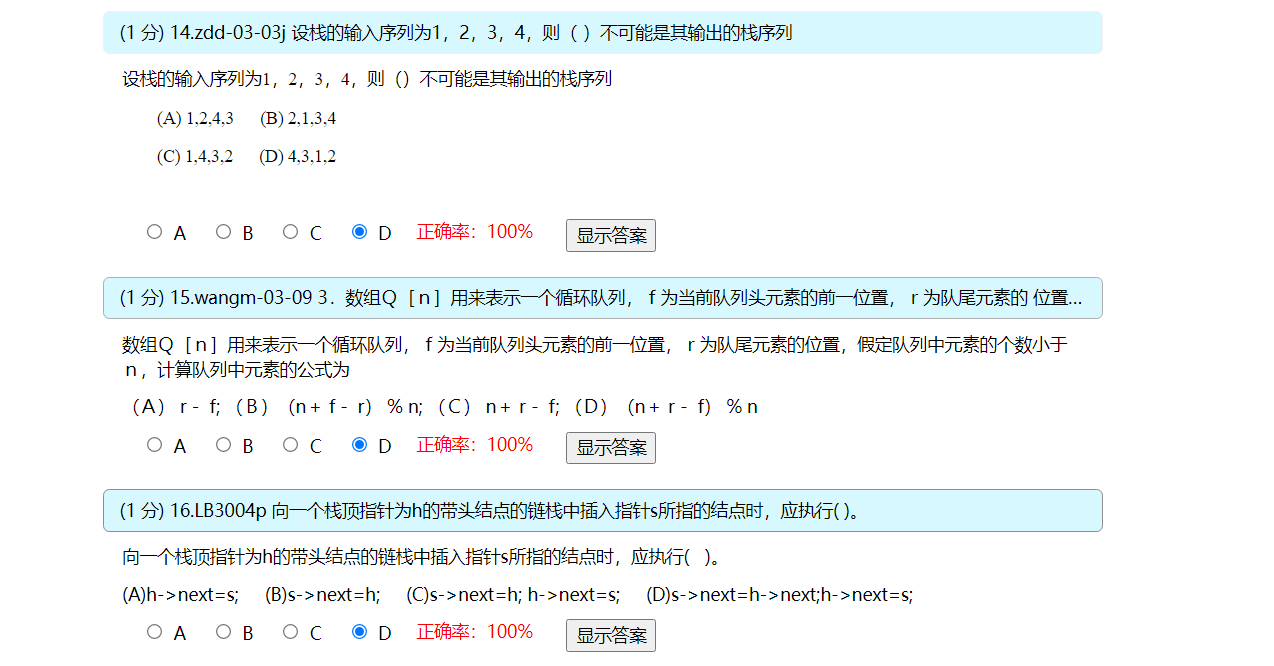 (1 分) 14.zdd-03-03j 设栈的输入序列为1，2，3，4，则（ ）不可能是其输出的栈序列
设栈的输入序列为1，2，3，4，则（）不可能是其输出的栈序列
(A) 1,2,4,3 (B) 2,1,3,4
(C) 1,4,3,2 (D) 4,3,1,2
A B C D 正确率：100% 显示答案
(1 分) 15.wangm-03-09 3．数组Ｑ［ｎ］用来表示一个循环队列，ｆ为当前队列头元素的前一位置，ｒ为队尾元素的 位置...
数组Ｑ［ｎ］用来表示一个循环队列，ｆ为当前队列头元素的前一位置，ｒ为队尾元素的位置，假定队列中元素的个数小于
ｎ，计算队列中元素的公式为
（Ａ）ｒ－ｆ;（Ｂ）（ｎ＋ｆ－ｒ）％ｎ;（Ｃ）ｎ＋ｒ－ｆ;（Ｄ）（ｎ＋ｒ－ｆ）％ｎ
A B C D 正确率：100% 显示答案
(1 分) 16.LB3004p 向一个栈顶指针为h的带头结点的链栈中插入指针s所指的结点时，应执行( )。
向一个栈顶指针为h的带头结点的链栈中插入指针s所指的结点时，应执行( )。
(A)h->next=s; (B)s->next=h; (C)s->next=h; h->next=s; (D)s->next=h->next;h->next=s;
A B C D 正确率：100% 显示答案